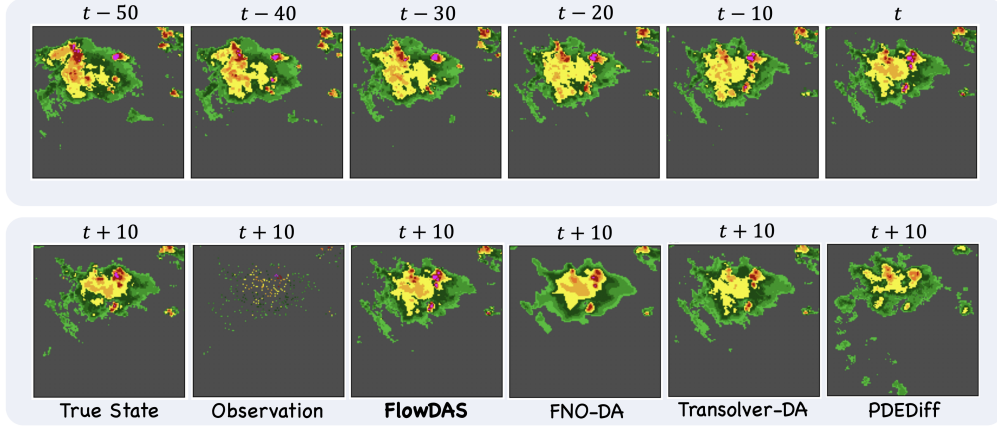 t − 50 t − 40 t − 30 t − 20 t − 10 t
t + 10 t + 10 t + 10 t + 10 t + 10 t + 10
True State Observation FlowDAS FNO-DA Transolver-DA PDEDiff